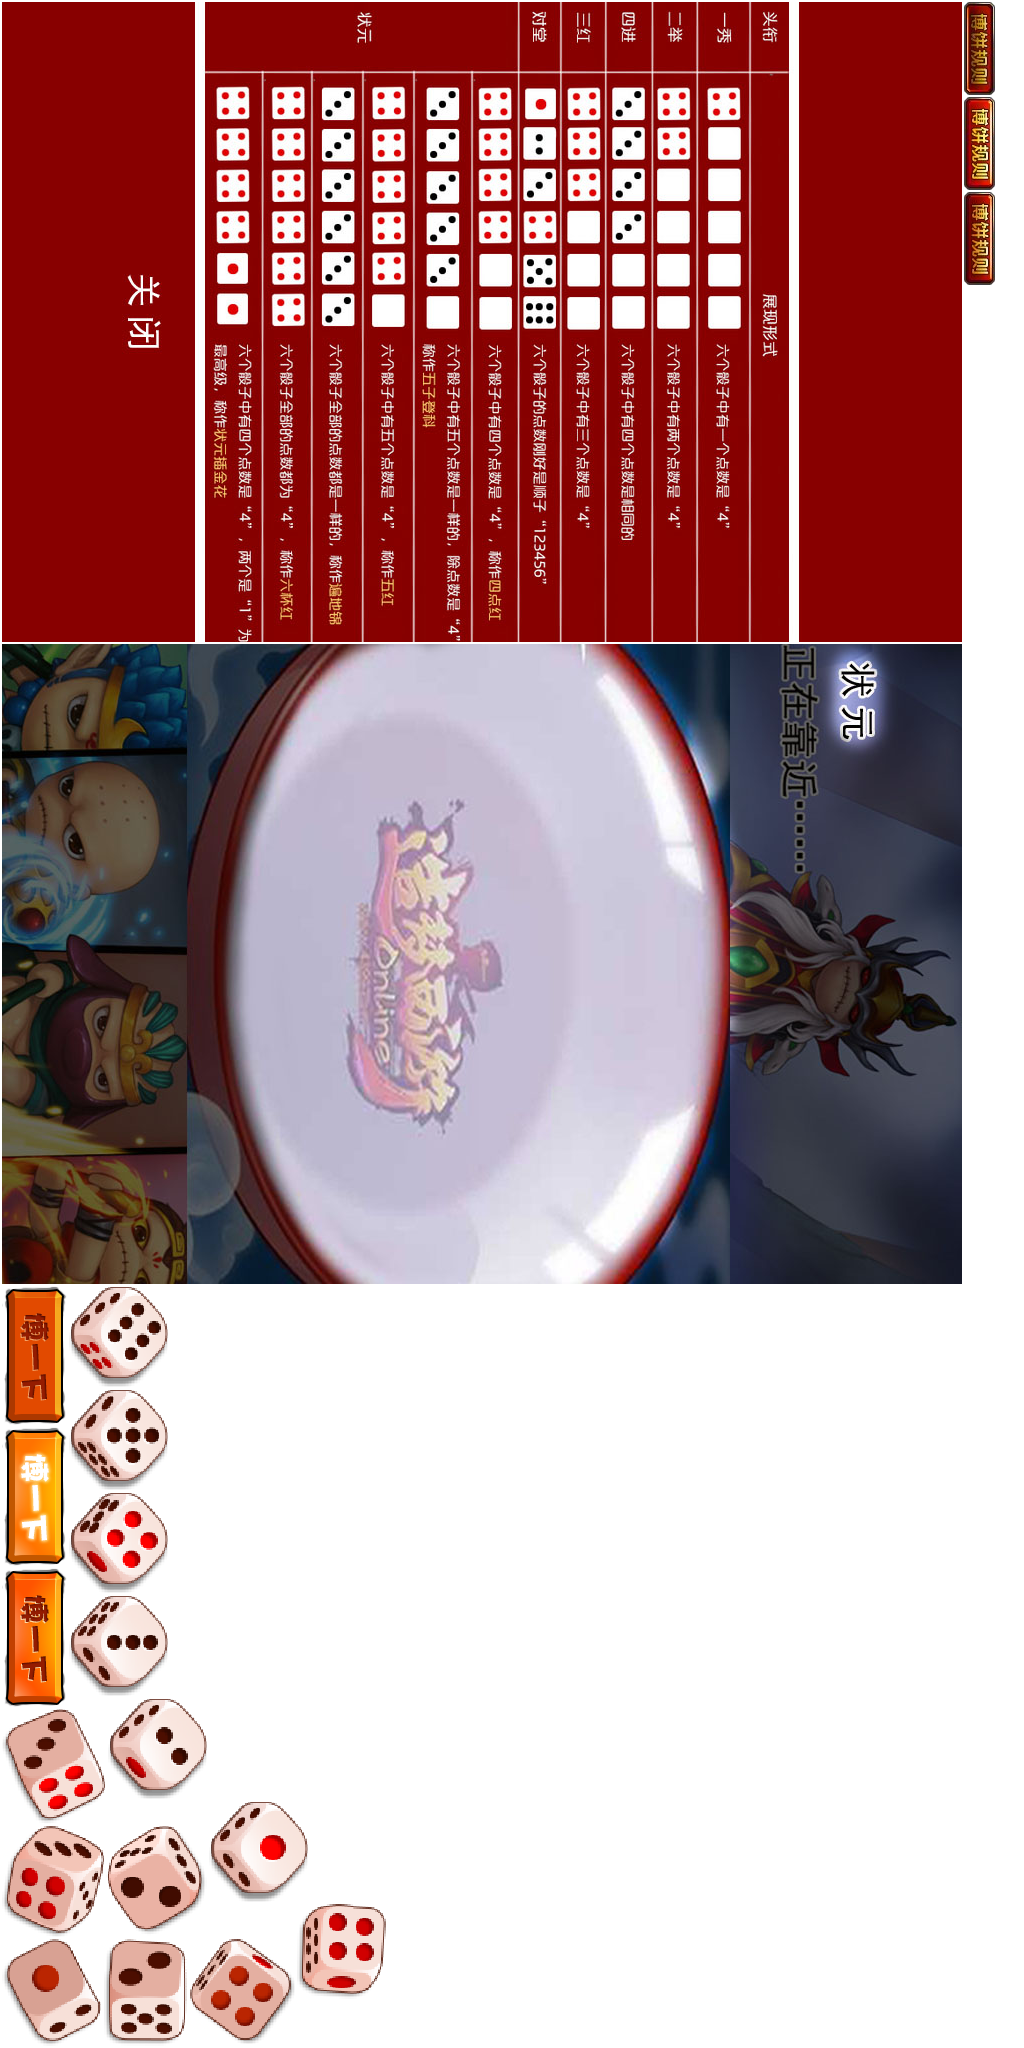 博饼规则
博饼规则
博饼规则
头衔 展现形式
一秀 六个骰子中有一个点数是“4”
二举 六个骰子中有两个点数是“4”
四进 六个骰子中有四个点数是相同的
三红 六个骰子中有三个点数是“4”
对堂 六个骰子的点数刚好是顺子“123456”
状元
六个骰子中有四个点数是“4”，称作四点红
六个骰子中有五个点数是一样的，除点数是“4”
称作五子登科
六个骰子中有五个点数是“4”，称作五红
六个骰子全部的点数都是一样的，称作遍地锦
六个骰子全部的点数都为“4”，称作六杯红
六个骰子中有四个点数是“4”，两个是“1”为
最高级，称作状元插金花
关闭
状元
正在靠近……
造梦西游
Online
博一下
博一下
博一下